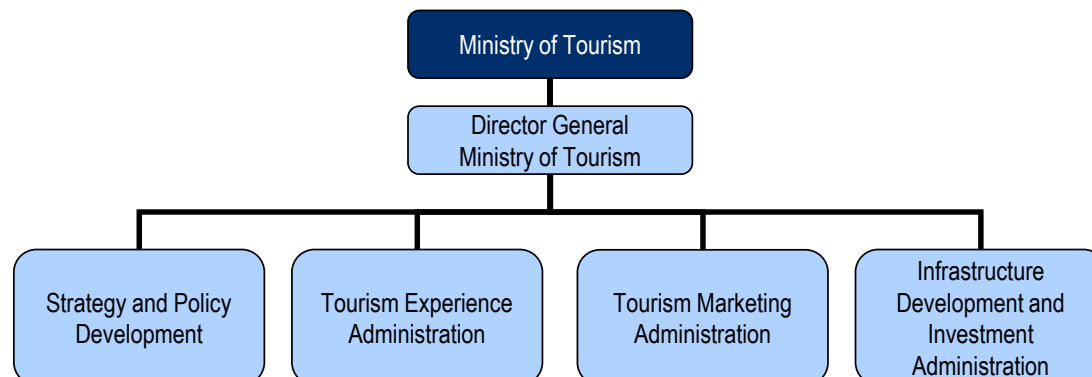 Ministry of Tourism
Director General
Ministry of Tourism
Strategy and Policy
Development
Tourism Experience
Administration
Tourism Marketing
Administration
Infrastructure
Development and
Investment
Administration